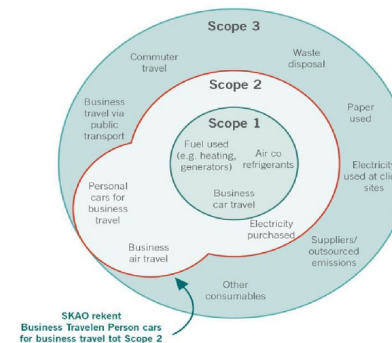 Scope 3
Commuter
travel
Waste
disposal
Scope 2
Business
travel via
public
transport
Scope 1
Paper
used
Fuel used
(e.g. heating,
generators)
Air co
refrigerants
Electricity
used at
sites
Personal
cars for
business
travel
Business
car travel
Electricity
purchased
Business
air travel
Suppliers/
outsourced
emissions
Other
consumables
SKAO rekent
Business Travelen Person cars
for business travel tot Scope 2